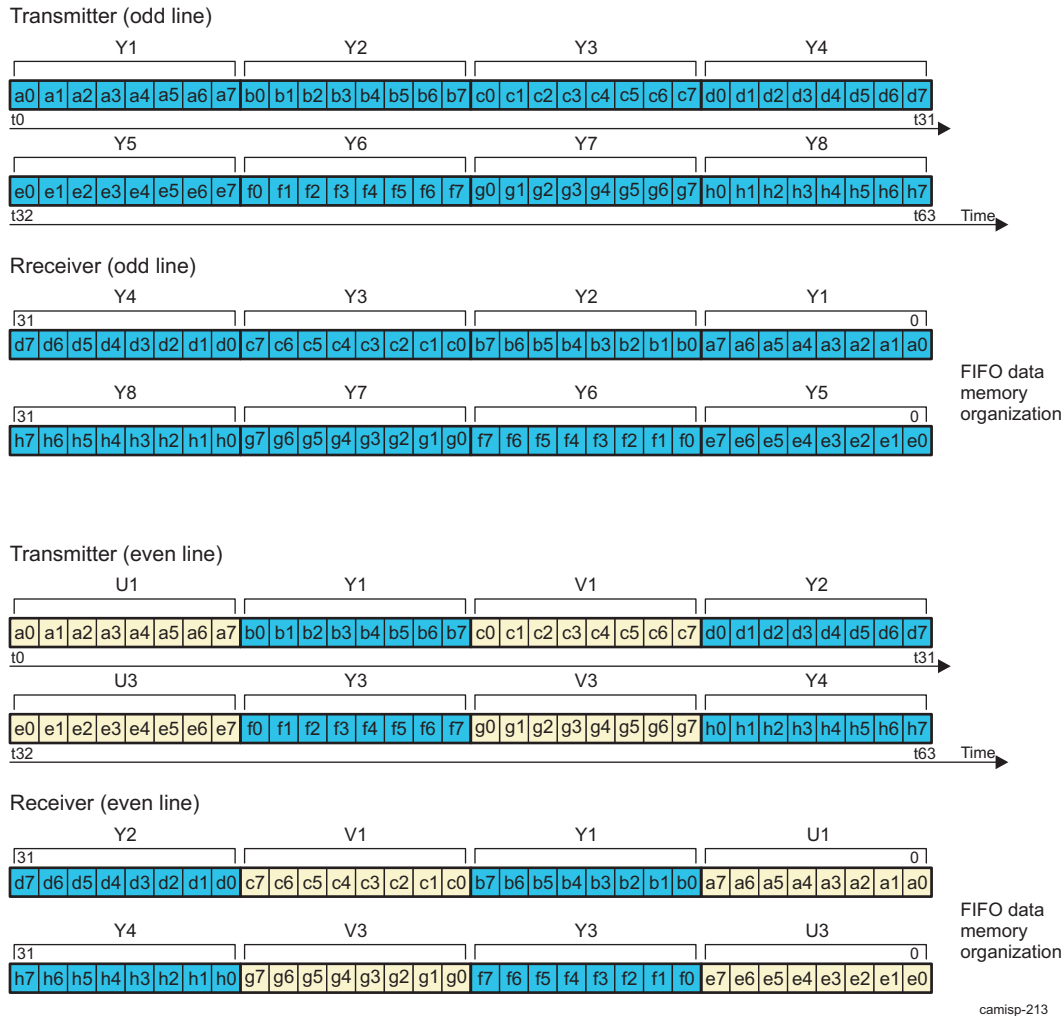 Transmitter (odd line)
Y1 Y2 Y3 Y4
a0 a1 a2 a3 a4 a5 a6 a7 b0 b1 b2 b3 b4 b5 b6 b7 c0 c1 c2 c3 c4 c5 c6 c7 d0 d1 d2 d3 d4 d5 d6 d7
t0 t31
Y5 Y6 Y7 Y8
e0 e1 e2 e3 e4 e5 e6 e7 f0 f1 f2 f3 f4 f5 f6 f7 g0 g1 g2 g3 g4 g5 g6 g7 h0 h1 h2 h3 h4 h5 h6 h7
t32 t63 Time
Rreceiver (odd line)
Y4 Y3 Y2 Y1
31 0
d7 d6 d5 d4 d3 d2 d1 d0 c7 c6 c5 c4 c3 c2 c1 c0 b7 b6 b5 b4 b3 b2 b1 b0 a7 a6 a5 a4 a3 a2 a1 a0
FIFO data
memory
organization
Y8 Y7 Y6 Y5
31 0
h7 h6 h5 h4 h3 h2 h1 h0 g7 g6 g5 g4 g3 g2 g1 g0 f7 f6 f5 f4 f3 f2 f1 f0 e7 e6 e5 e4 e3 e2 e1 e0
Transmitter (even line)
U1 Y1 V1 Y2
a0 a1 a2 a3 a4 a5 a6 a7 b0 b1 b2 b3 b4 b5 b6 b7 c0 c1 c2 c3 c4 c5 c6 c7 d0 d1 d2 d3 d4 d5 d6 d7
t0 t31
U3 Y3 V3 Y4
e0 e1 e2 e3 e4 e5 e6 e7 f0 f1 f2 f3 f4 f5 f6 f7 g0 g1 g2 g3 g4 g5 g6 g7 h0 h1 h2 h3 h4 h5 h6 h7
t32 t63 Time
Receiver (even line)
Y2 V1 Y1 U1
31 0
d7 d6 d5 d4 d3 d2 d1 d0 c7 c6 c5 c4 c3 c2 c1 c0 b7 b6 b5 b4 b3 b2 b1 b0 a7 a6 a5 a4 a3 a2 a1 a0
FIFO data
memory
organization
Y4 V3 Y3 U3
31 0
h7 h6 h5 h4 h3 h2 h1 h0 g7 g6 g5 g4 g3 g2 g1 g0 f7 f6 f5 f4 f3 f2 f1 f0 e7 e6 e5 e4 e3 e2 e1 e0
camisp-213